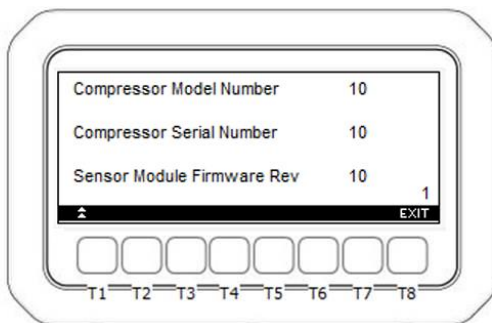 Compressor Model Number 10
Compressor Serial Number 10
Sensor Module Firmware Rev 10
1
EXIT
T1 T2 T3 T4 T5 T6 T7 T8